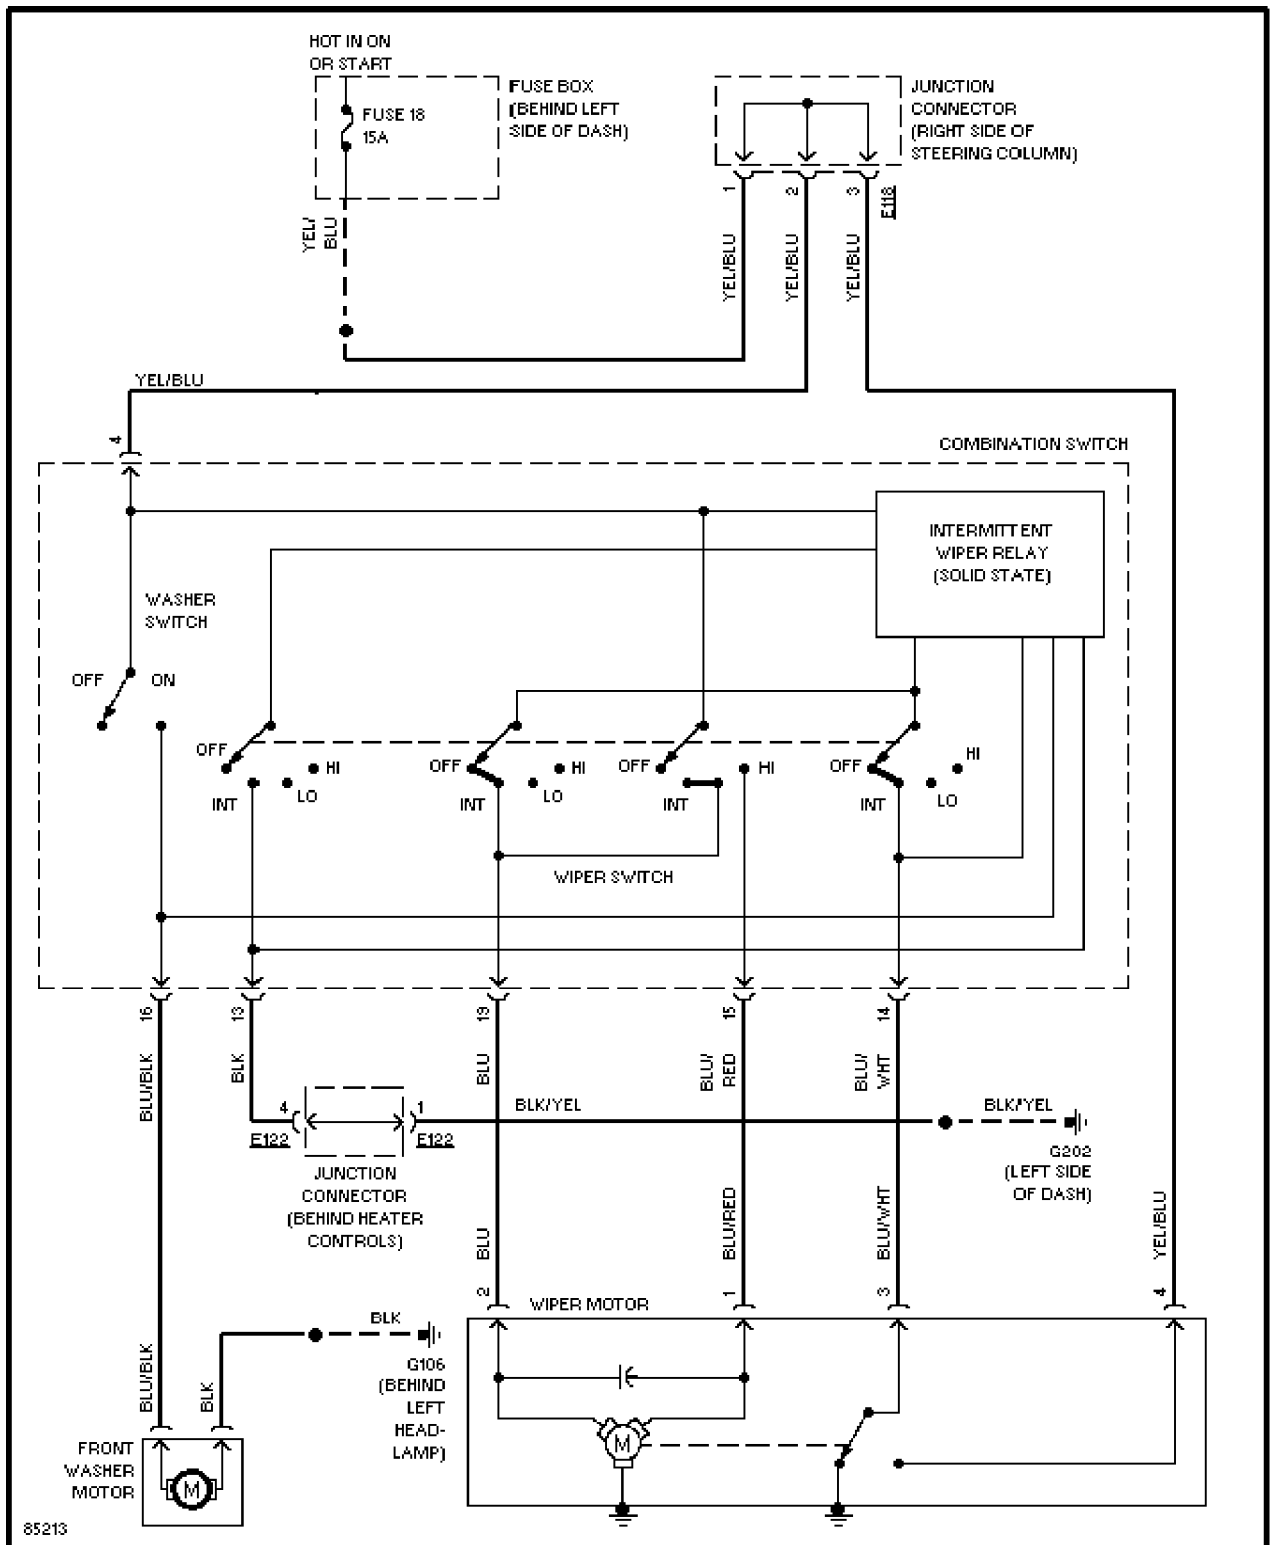 HOT IN ON
OR START
FUSE 18
15A
FUSE BOX
(BEHIND LEFT
SIDE OF DASH)
JUNCTION
CONNECTOR
(RIGHT SIDE OF
STEERING COLUMN)
1
2
3
E118
YEL/
BLU
YEL/BLU
YEL/BLU
YEL/BLU
YEL/BLU
4
COMBINATION SWITCH
INTERMITTENT
WIPER RELAY
(SOLID STATE)
WASHER
SWITCH
OFF
ON
OFF
INT
LO
HI
OFF
INT
LO
HI
OFF
INT
HI
OFF
INT
LO
HI
WIPER SWITCH
16
13
19
15
14
BLU/BLK
BLK
BLU
BLU/
RED
BLU/
WHT
4
1
E122
E122
BLK/YEL
BLK/YEL
G202
(LEFT SIDE
OF DASH)
JUNCTION
CONNECTOR
(BEHIND HEATER
CONTROLS)
BLU
BLU/RED
BLU/WHT
YEL/BLU
2
1
3
4
WIPER MOTOR
BLK
G106
(BEHIND
LEFT
HEAD-
LAMP)
BLU/BLK
BLK
FRONT
WASHER
MOTOR
M
M
85213